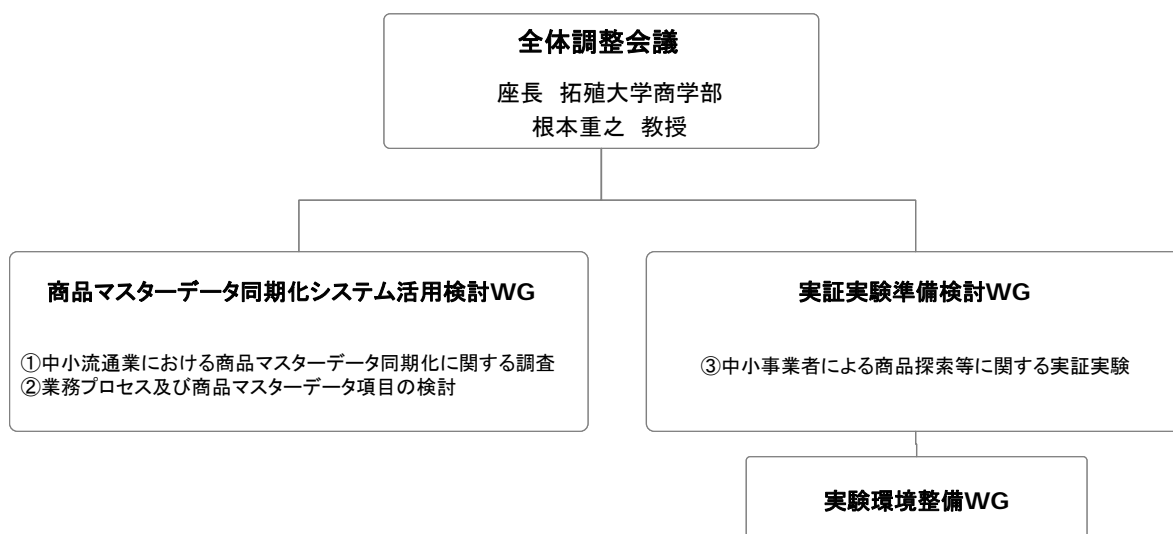 全体調整会議
座長　拓殖大学商学部
根本重之　教授
商品マスターデータ同期化システム活用検討WG
①中小流通業における商品マスターデータ同期化に関する調査
②業務プロセス及び商品マスターデータ項目の検討
実証実験準備検討WG
③中小事業者による商品探索等に関する実証実験
実験環境整備WG